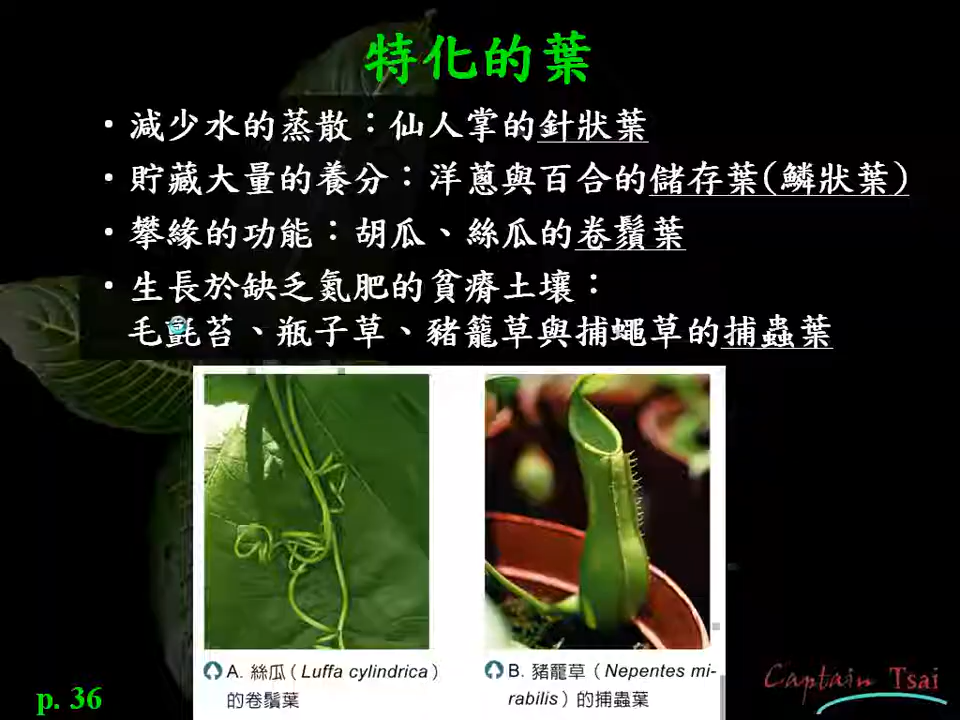 特化的葉
•減少水的蒸散：仙人掌的針狀葉
•貯藏大量的養分：洋蔥與百合的儲存葉(鱗狀葉)
•攀緣的功能：胡瓜、絲瓜的卷鬚葉
•生長於缺乏氮肥的貧瘠土壤：
毛氈苔、瓶子草、豬籠草與捕蠅草的捕蟲葉
A. 絲瓜（Luffa cylindrica）
的卷鬚葉
B. 豬籠草（Nepentes mi-
rabilis）的捕蟲葉
p. 36
Captain Tsai